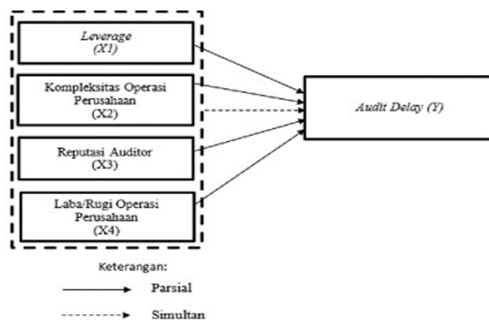 Leverage
(X1)
Kompleksitas Operasi
Perusahaan
(X2)
Reputasi Auditor
(X3)
Laba/Rugi Operasi
Perusahaan
(X4)
Audit Delay (Y)
Keterangan:
Parsial
Simultan